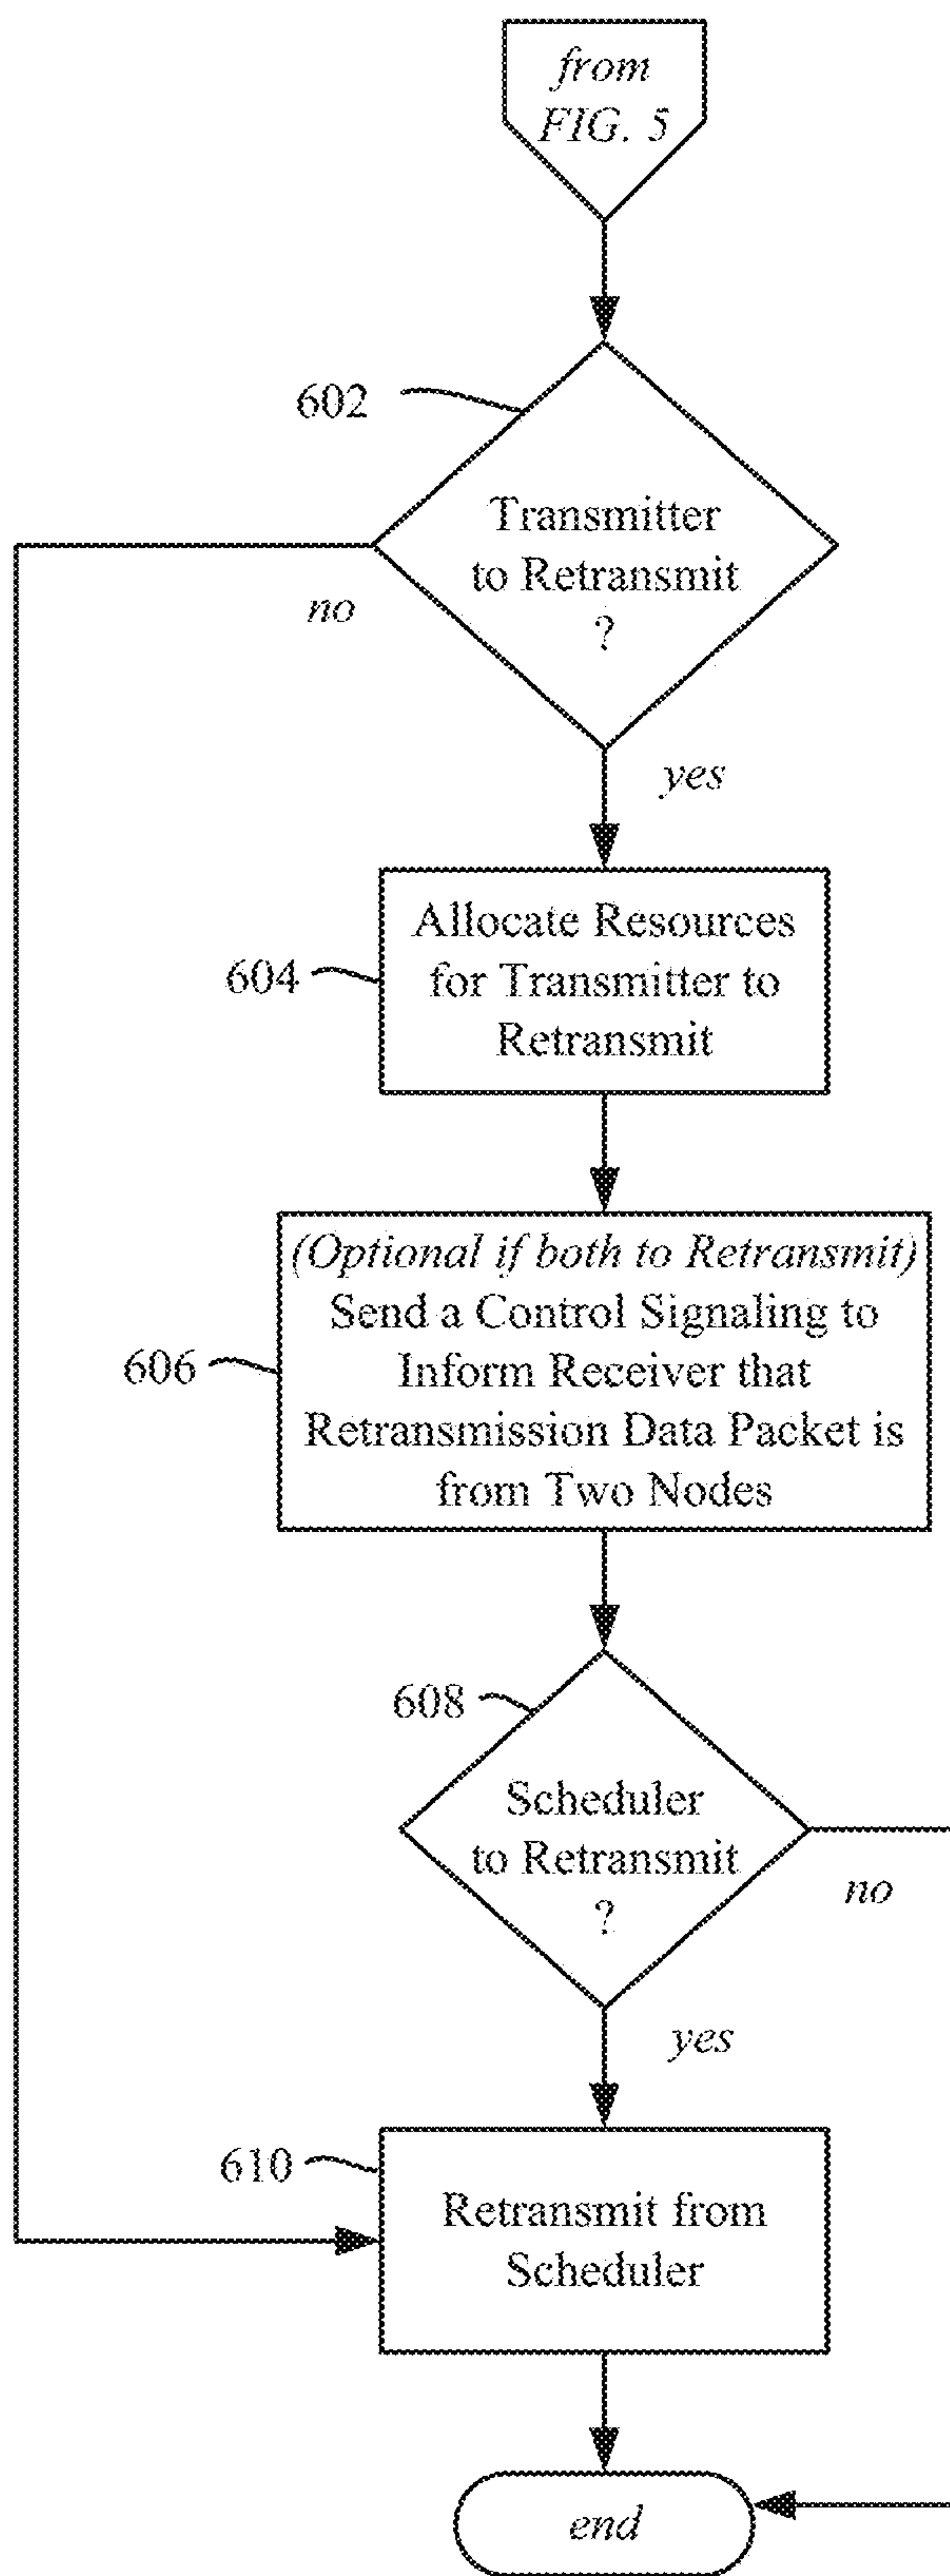 from
FIG. 5
602
Transmitter
to Retransmit
?
no
yes
Allocate Resources
for Transmitter to
Retransmit
604
(Optional if both to Retransmit)
Send a Control Signaling to
Inform Receiver that
Retransmission Data Packet is
from Two Nodes
606
608
Scheduler
to Retransmit
?
no
yes
610
Retransmit from
Scheduler
end